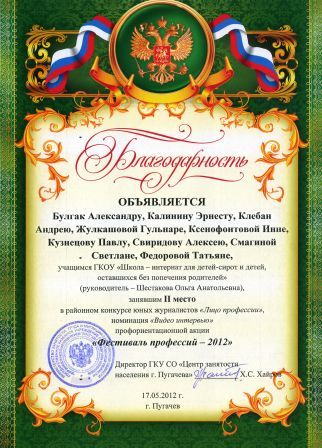 Благодарность
ОБЪЯВЛЯЕТСЯ
Булгак Александру, Калинину Эрнесту, Клебан
Андрею, Жулкашовой Гульнаре, Ксенофонтовой Инне,
Кузнецову Павлу, Свиридову Алексею, Смагиной
Светлане, Федоровой Татьяне,
учащимся ГКОУ «Школа – интернат для детей-сирот и детей,
оставшихся без попечения родителей»
(руководитель – Шестакова Ольга Анатольевна),
занявшим II место
в районном конкурсе юных журналистов «Лицо профессии»,
номинация «Видео интервью»
профориентационной акции
«Фестиваль профессий – 2012»
Директор ГКУ СО «Центр занятости
населения г. Пугачева» Х.С.
17.05.2012 г.
г. Пугачев